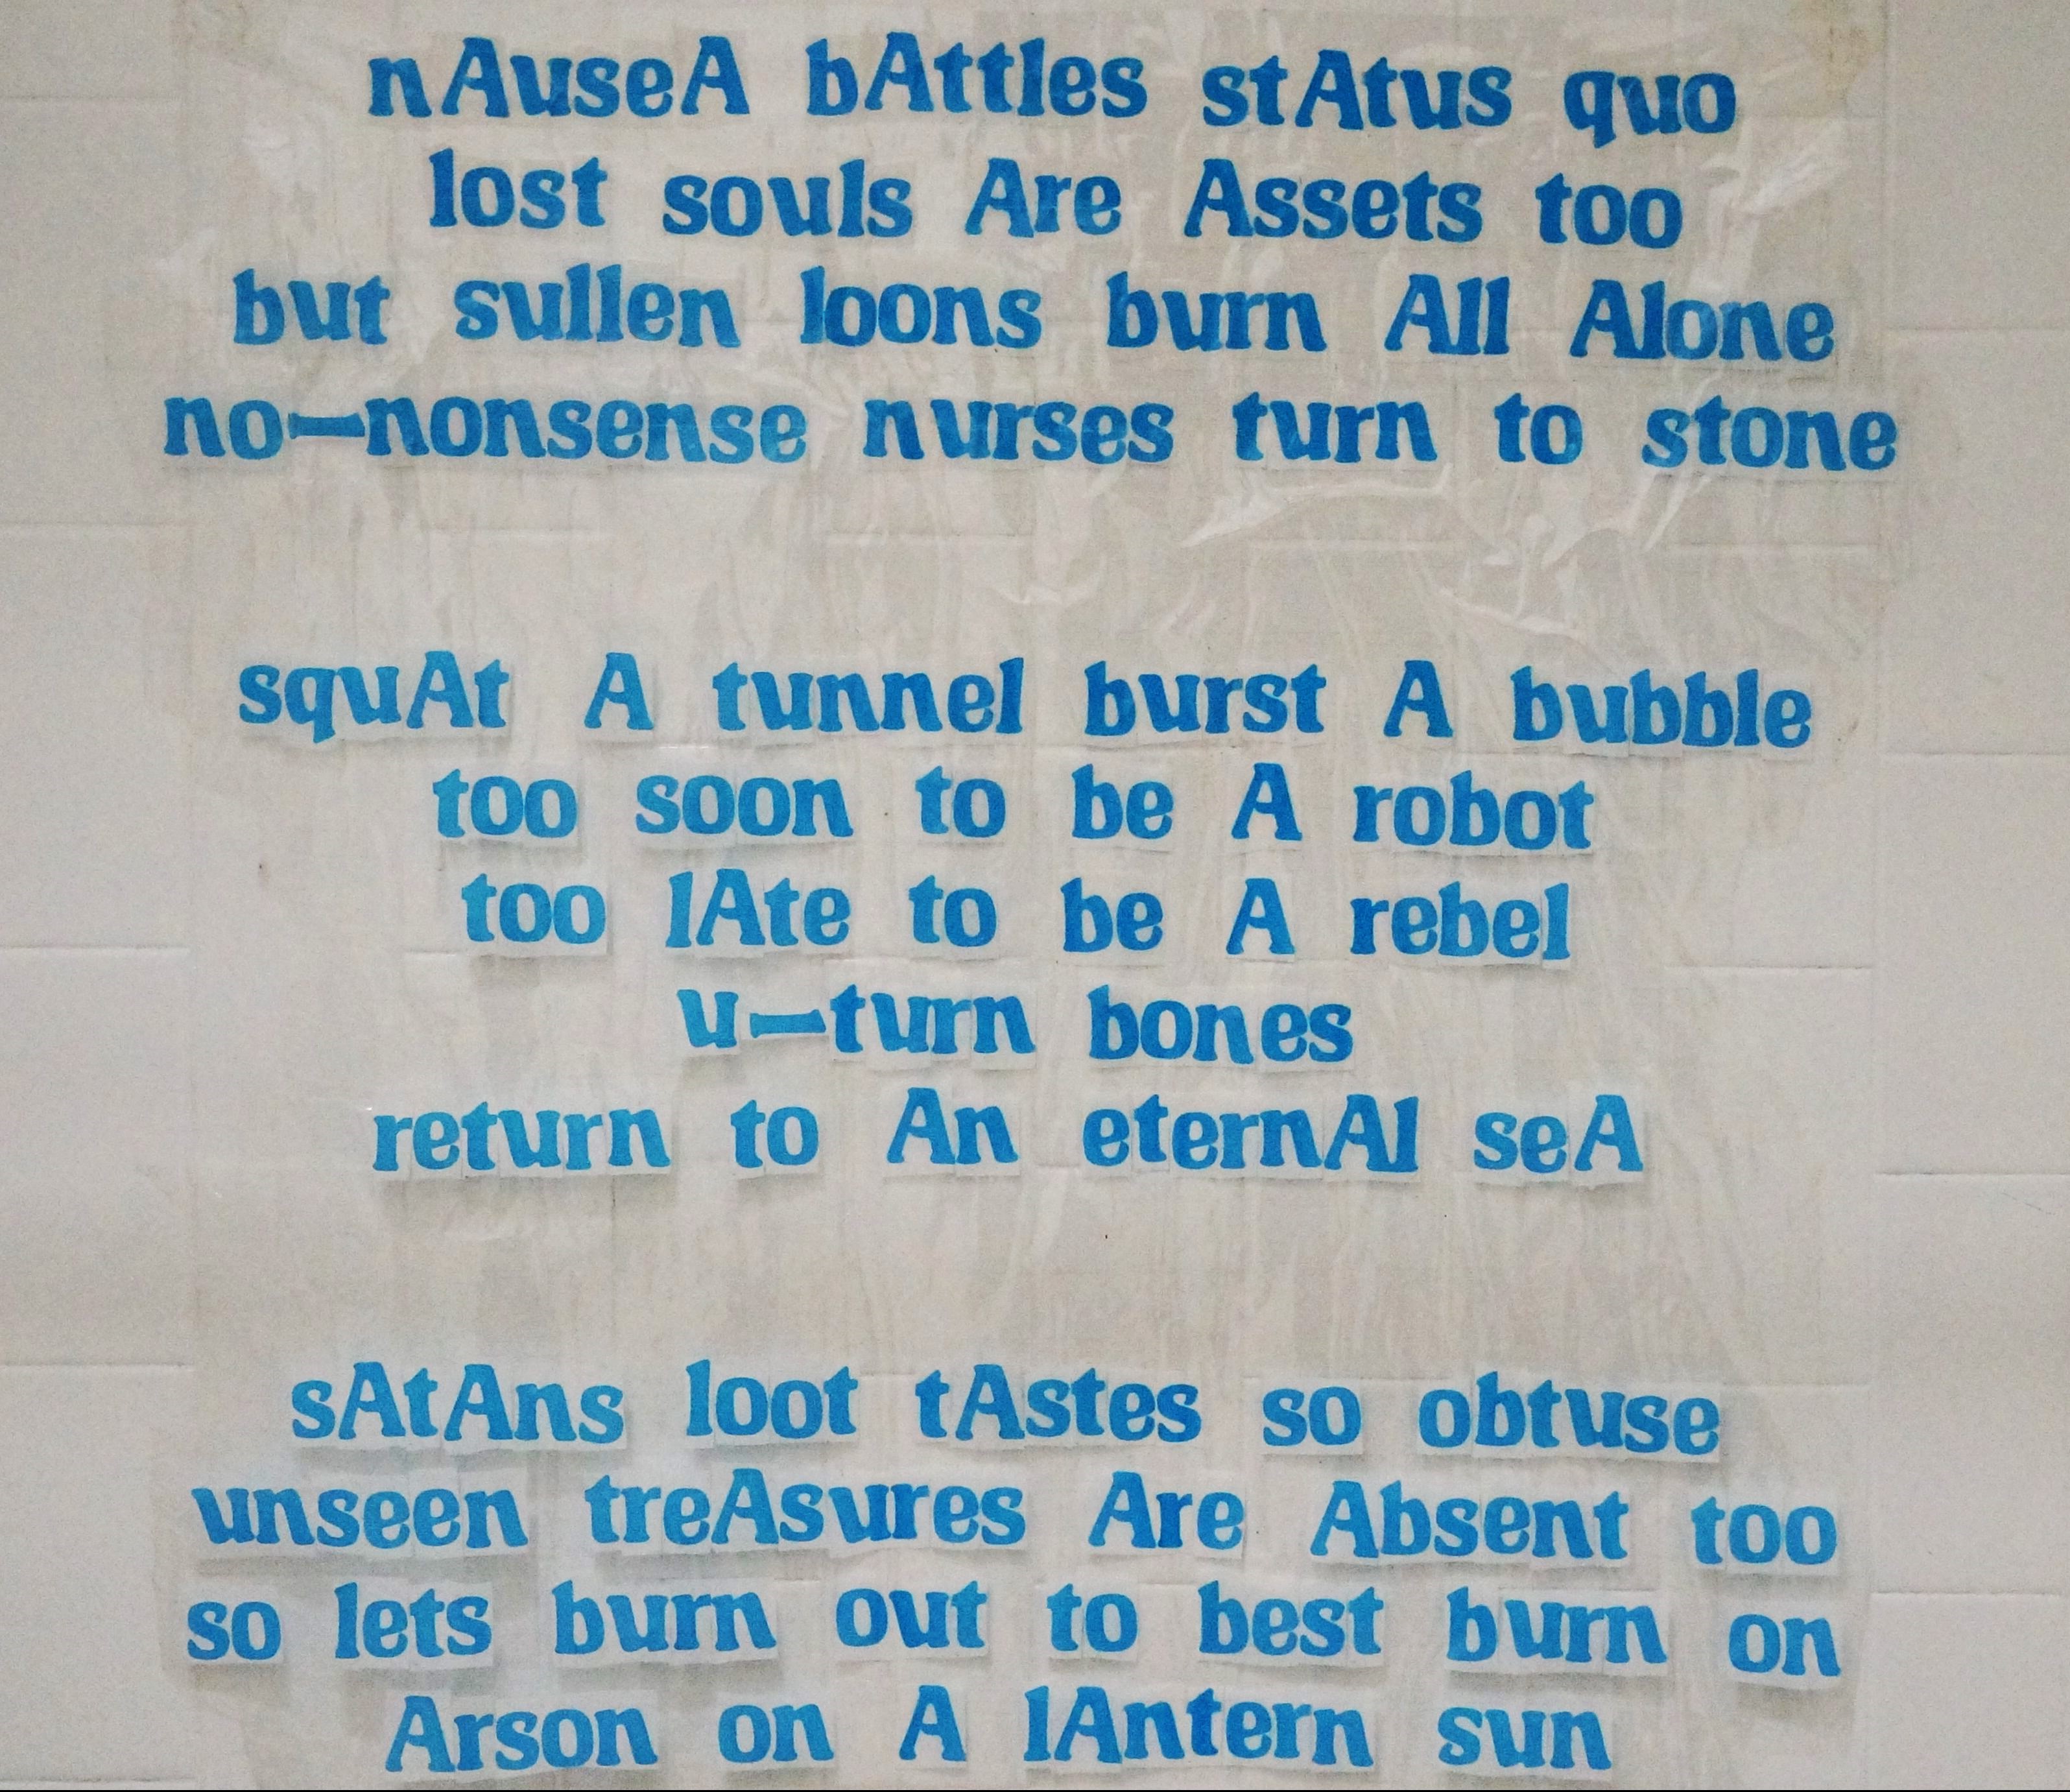 nAuseA bAttles stAtus quo
lost souls Are Assets too
but sullen loons burn All Alone
no—nonsense nurses turn to stone
squAt A tunnel burst A bubble
too soon to be A robot
too lAte to be A rebel
u—turn bones
return to An eternAl seA
sAtAns loot tAstes so obtuse
unseen treAsures Are Absent too
so lets burn out to best burn on
Arson on A lAntern sun